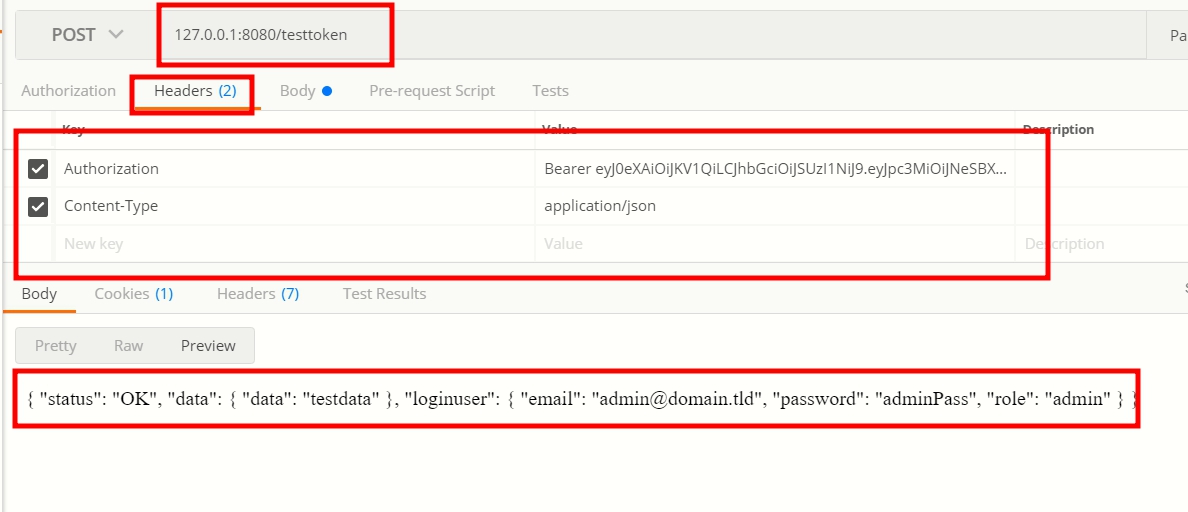 POST 127.0.0.1:8080/testtoken Pa
Authorization Headers (2) Body Pre-request Script Tests
Key Value Description
Authorization Bearer eyJ0eXAiOiJKV1QiLCJhbGciOiJSUzI1NiJ9.eyJpc3MiOiJNeSBX...
Content-Type application/json
New key Value Description
Body Cookies (1) Headers (7) Test Results
Pretty Raw Preview
{ "status": "OK", "data": { "data": "testdata" }, "loginuser": { "email": "admin@domain.tld", "password": "adminPass", "role": "admin" } }